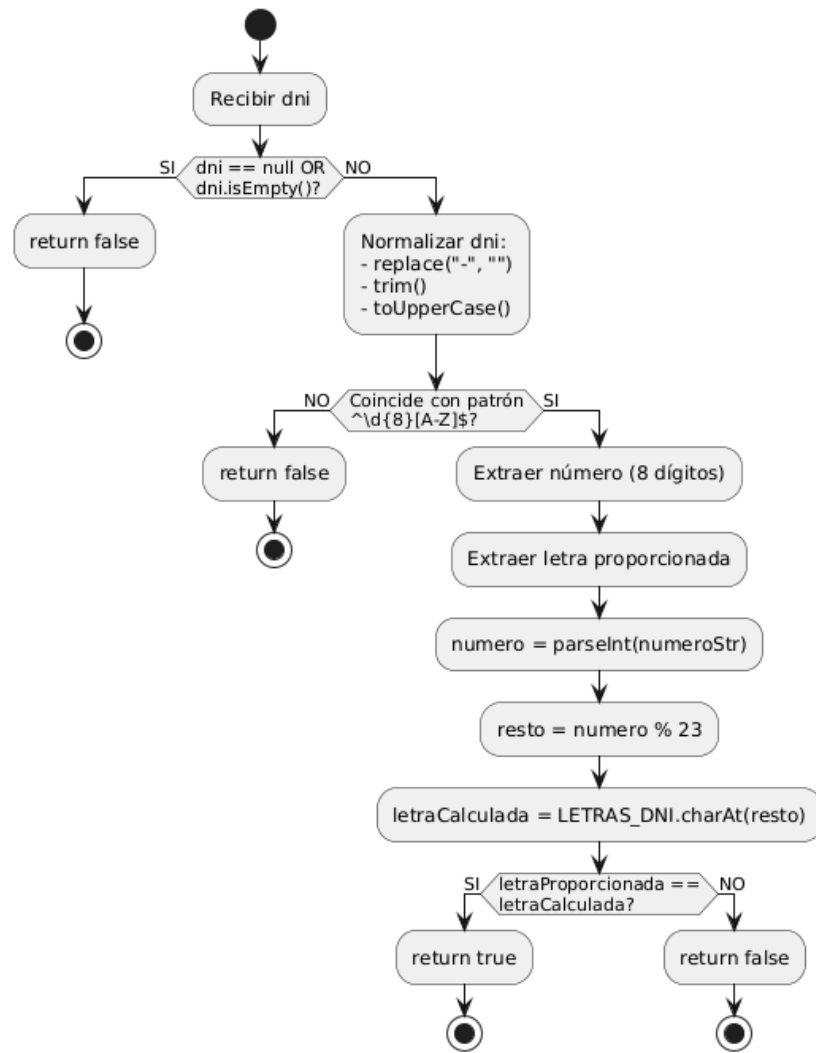 Recibir dni
SI
dni == null OR
dni.isEmpty()?
NO
return false
Normalizar dni:
- replace("-", "")
- trim()
- toUpperCase()
NO
Coincide con patrón
^\d{8}[A-Z]$?
SI
return false
Extraer número (8 dígitos)
Extraer letra proporcionada
numero = parseInt(numeroStr)
resto = numero % 23
letraCalculada = LETRAS_DNI.charAt(resto)
SI
letraProporcionada ==
letraCalculada?
NO
return true
return false